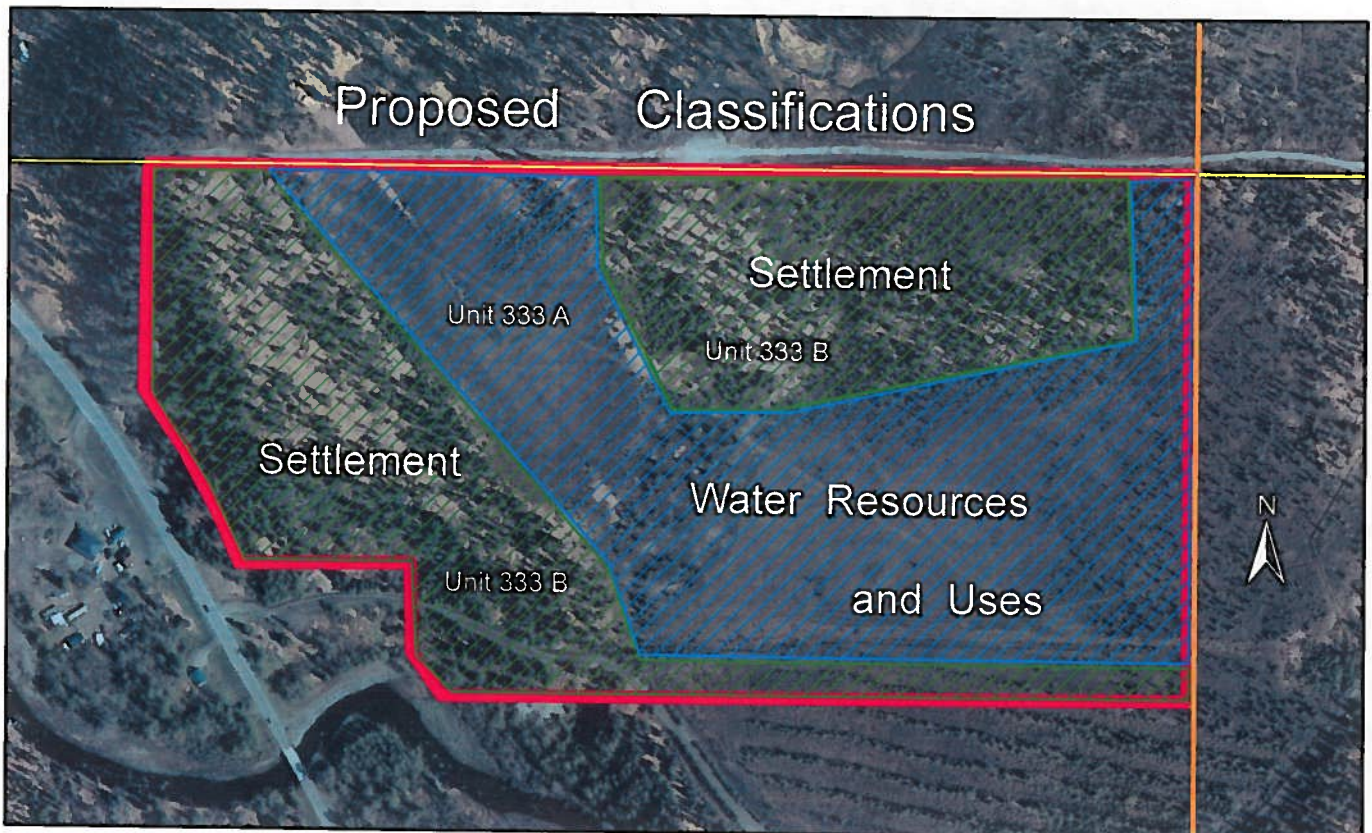 Proposed Classifications
Settlement
Unit 333 A
Unit 333 B
Settlement
Water Resources
and Uses
Unit 333 B
N